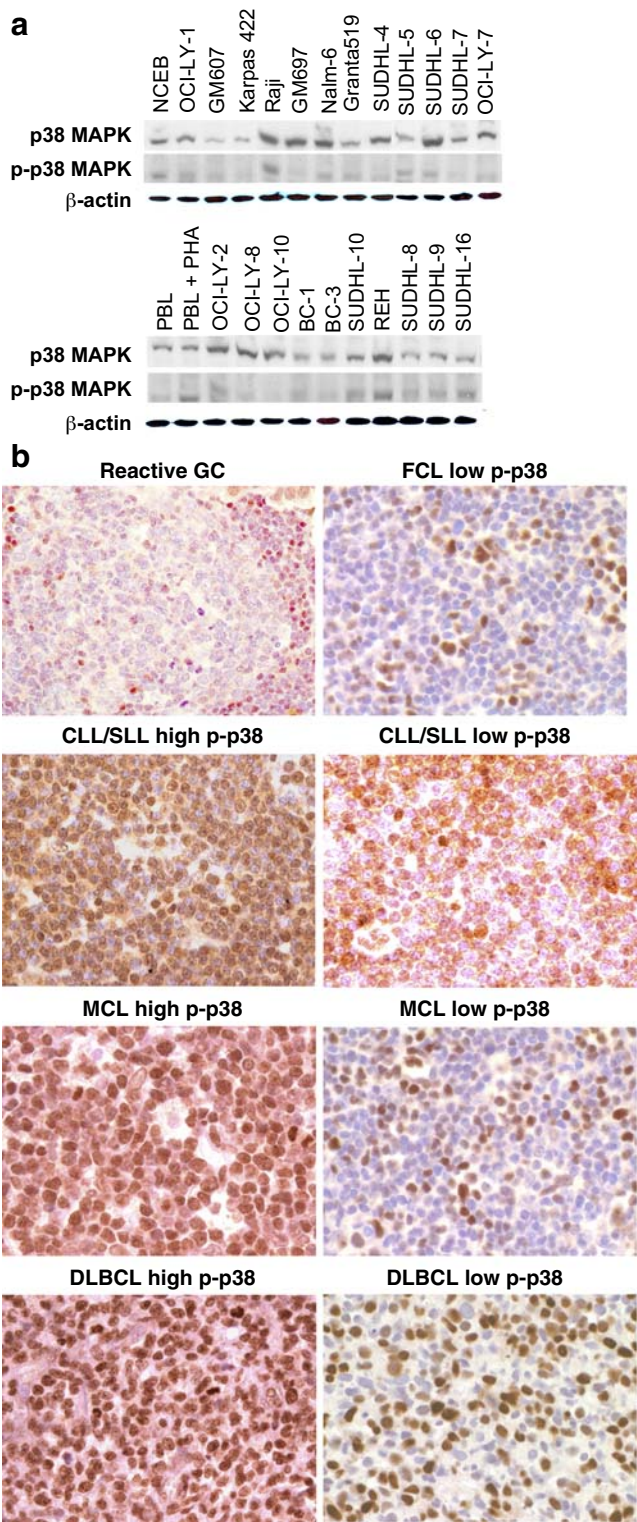 a
NCEB
OCI-LY-1
GM607
Karpas 422
Raji
GM697
Nalm-6
Granta519
SUDHL-4
SUDHL-5
SUDHL-6
SUDHL-7
OCI-LY-7
p38 MAPK
p-p38 MAPK
β-actin
PBL
PBL + PHA
OCI-LY-2
OCI-LY-8
OCI-LY-10
BC-1
BC-3
SUDHL-10
REH
SUDHL-8
SUDHL-9
SUDHL-16
p38 MAPK
p-p38 MAPK
β-actin
b
Reactive GC
FCL low p-p38
CLL/SLL high p-p38
CLL/SLL low p-p38
MCL high p-p38
MCL low p-p38
DLBCL high p-p38
DLBCL low p-p38